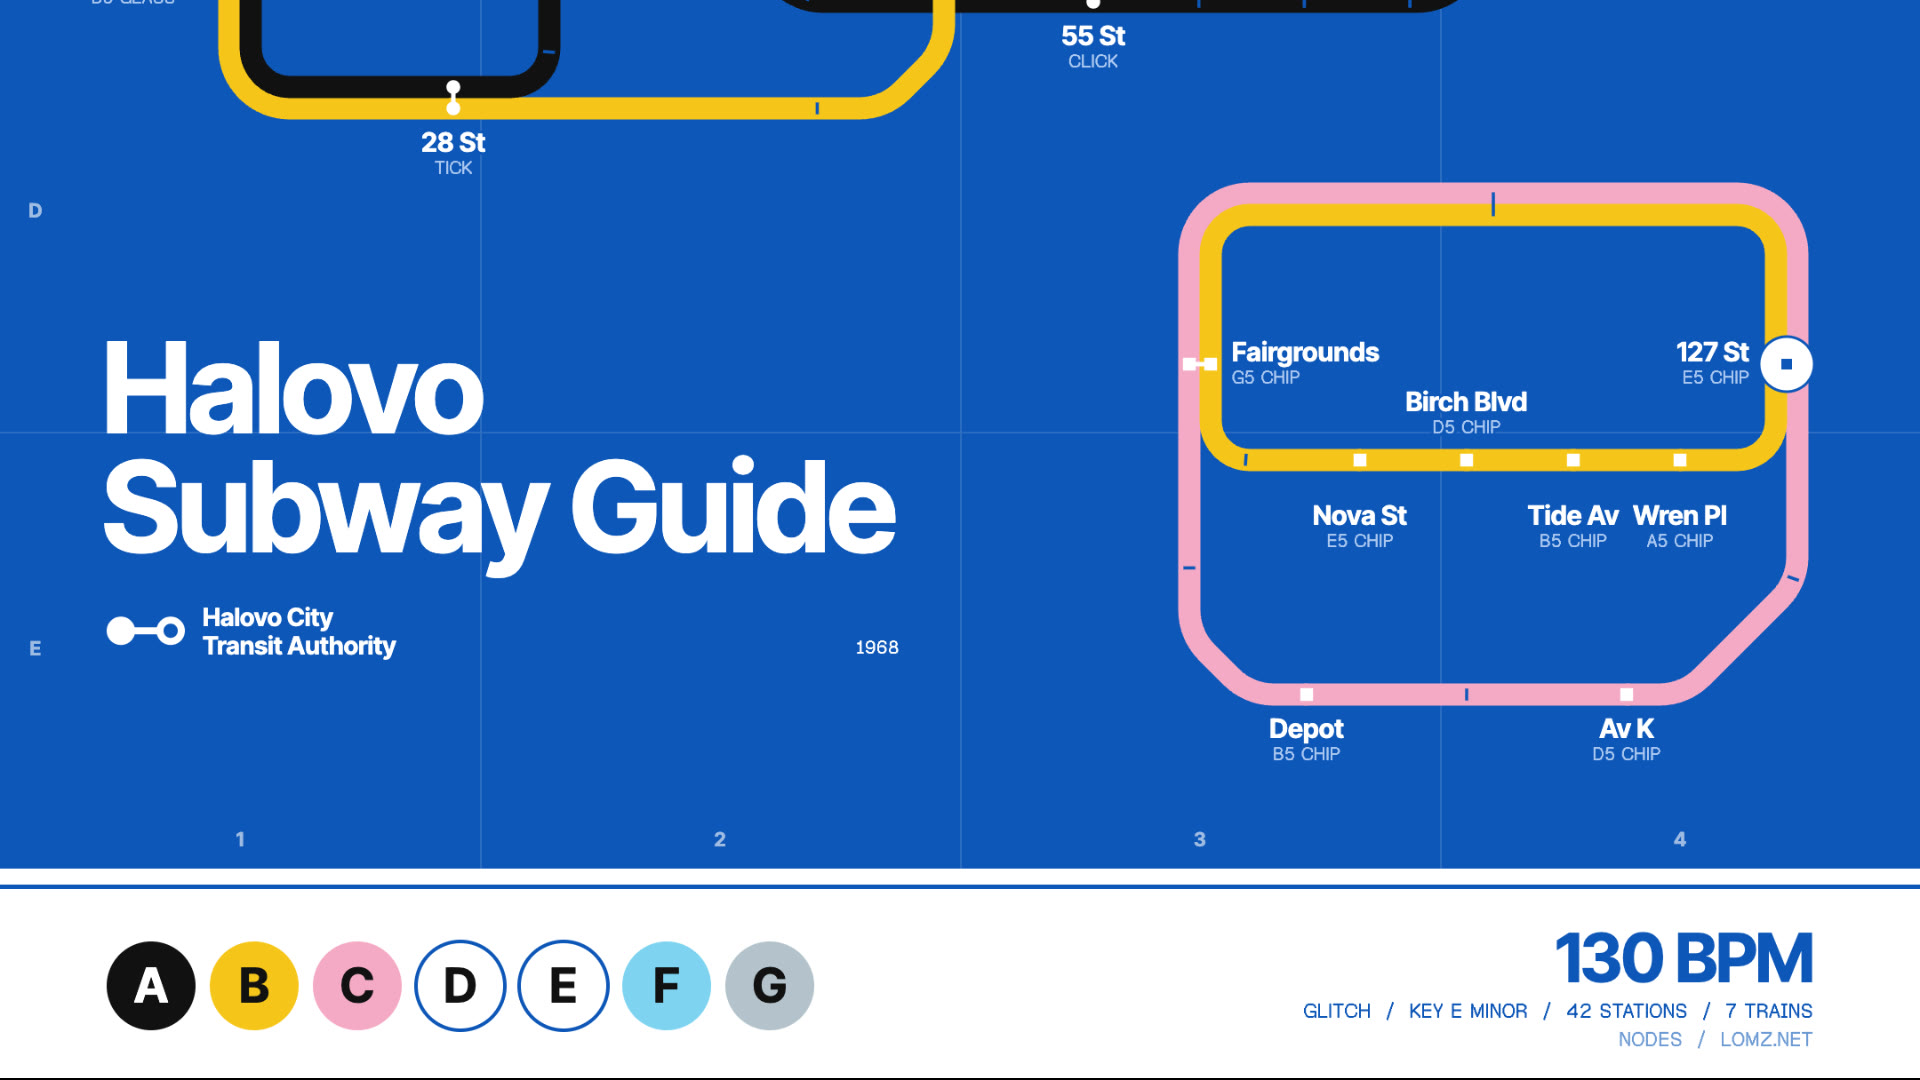 55 St
CLICK
28 St
TICK
D
Fairgrounds
G5 CHIP
127 St
E5 CHIP
Birch Blvd
D5 CHIP
Nova St
E5 CHIP
Tide Av
B5 CHIP
Wren Pl
A5 CHIP
Halovo
Subway Guide
Halovo City
Transit Authority
1968
E
Depot
B5 CHIP
Av K
D5 CHIP
1 2 3 4
A B C D E F G
130 BPM
GLITCH / KEY E MINOR / 42 STATIONS / 7 TRAINS
NODES / LOMZ.NET